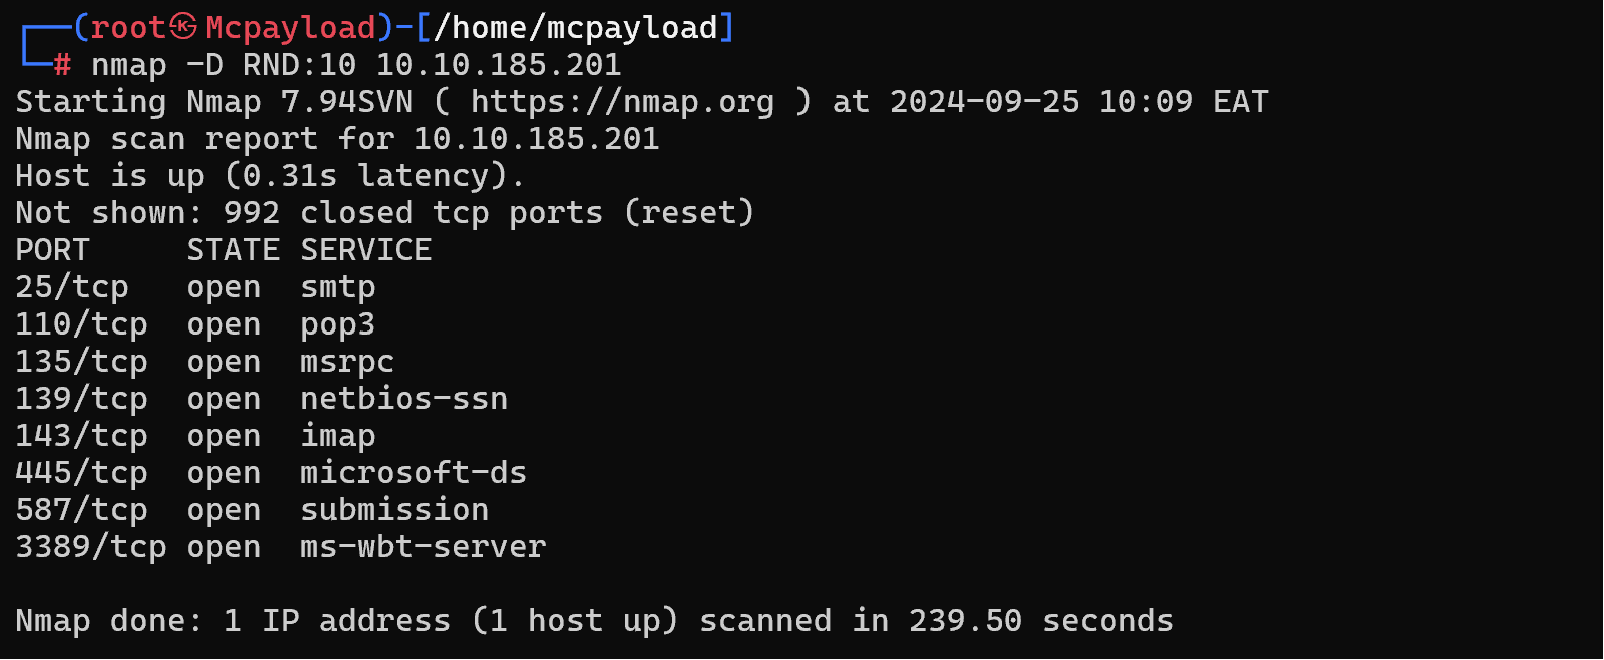 ┌──(root㉿Mcpayload)-[/home/mcpayload]
└─# nmap -D RND:10 10.10.185.201
Starting Nmap 7.94SVN ( https://nmap.org ) at 2024-09-25 10:09 EAT
Nmap scan report for 10.10.185.201
Host is up (0.31s latency).
Not shown: 992 closed tcp ports (reset)
PORT     STATE SERVICE
25/tcp   open  smtp
110/tcp  open  pop3
135/tcp  open  msrpc
139/tcp  open  netbios-ssn
143/tcp  open  imap
445/tcp  open  microsoft-ds
587/tcp  open  submission
3389/tcp open  ms-wbt-server
Nmap done: 1 IP address (1 host up) scanned in 239.50 seconds